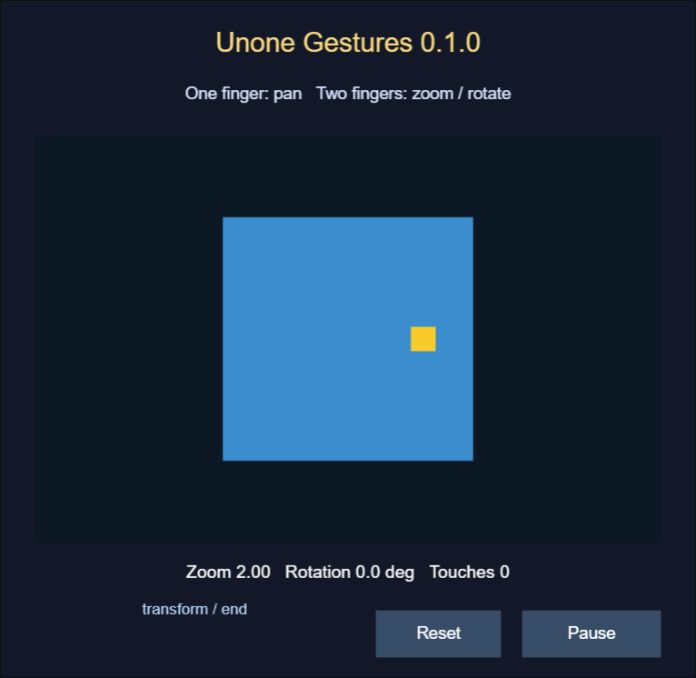 Unone Gestures 0.1.0
One finger: pan   Two fingers: zoom / rotate
Zoom 2.00   Rotation 0.0 deg   Touches 0
transform / end
Reset   Pause